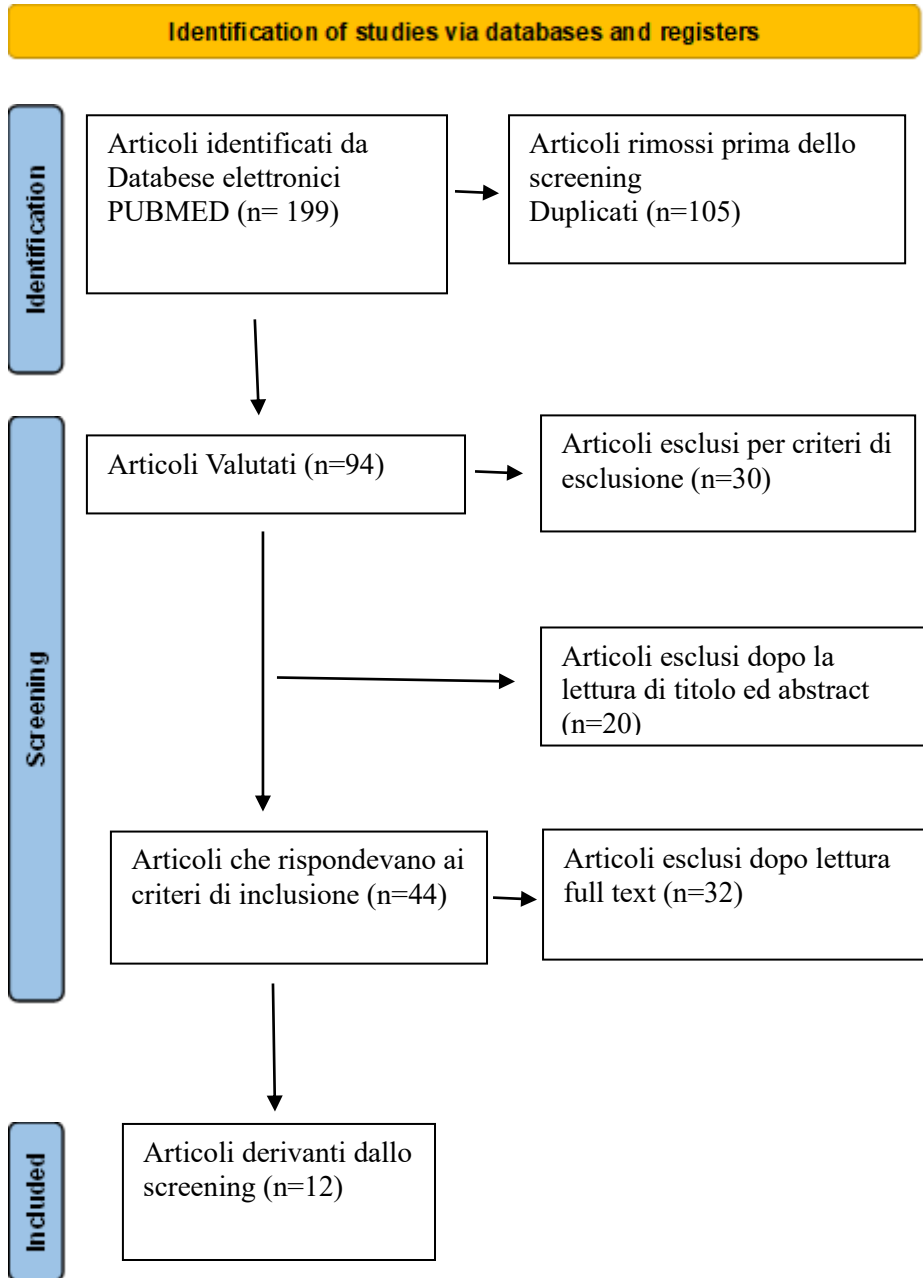 Identification of studies via databases and registers
Identification
Articoli identificati da
Databese elettronici
PUBMED (n= 199)
Articoli rimossi prima dello
screening
Duplicati (n=105)
Screening
Articoli Valutati (n=94)
Articoli esclusi per criteri di
esclusione (n=30)
Articoli esclusi dopo la
lettura di titolo ed abstract
(n=20)
Articoli che rispondevano ai
criteri di inclusione (n=44)
Articoli esclusi dopo lettura
full text (n=32)
Included
Articoli derivanti dallo
screening (n=12)